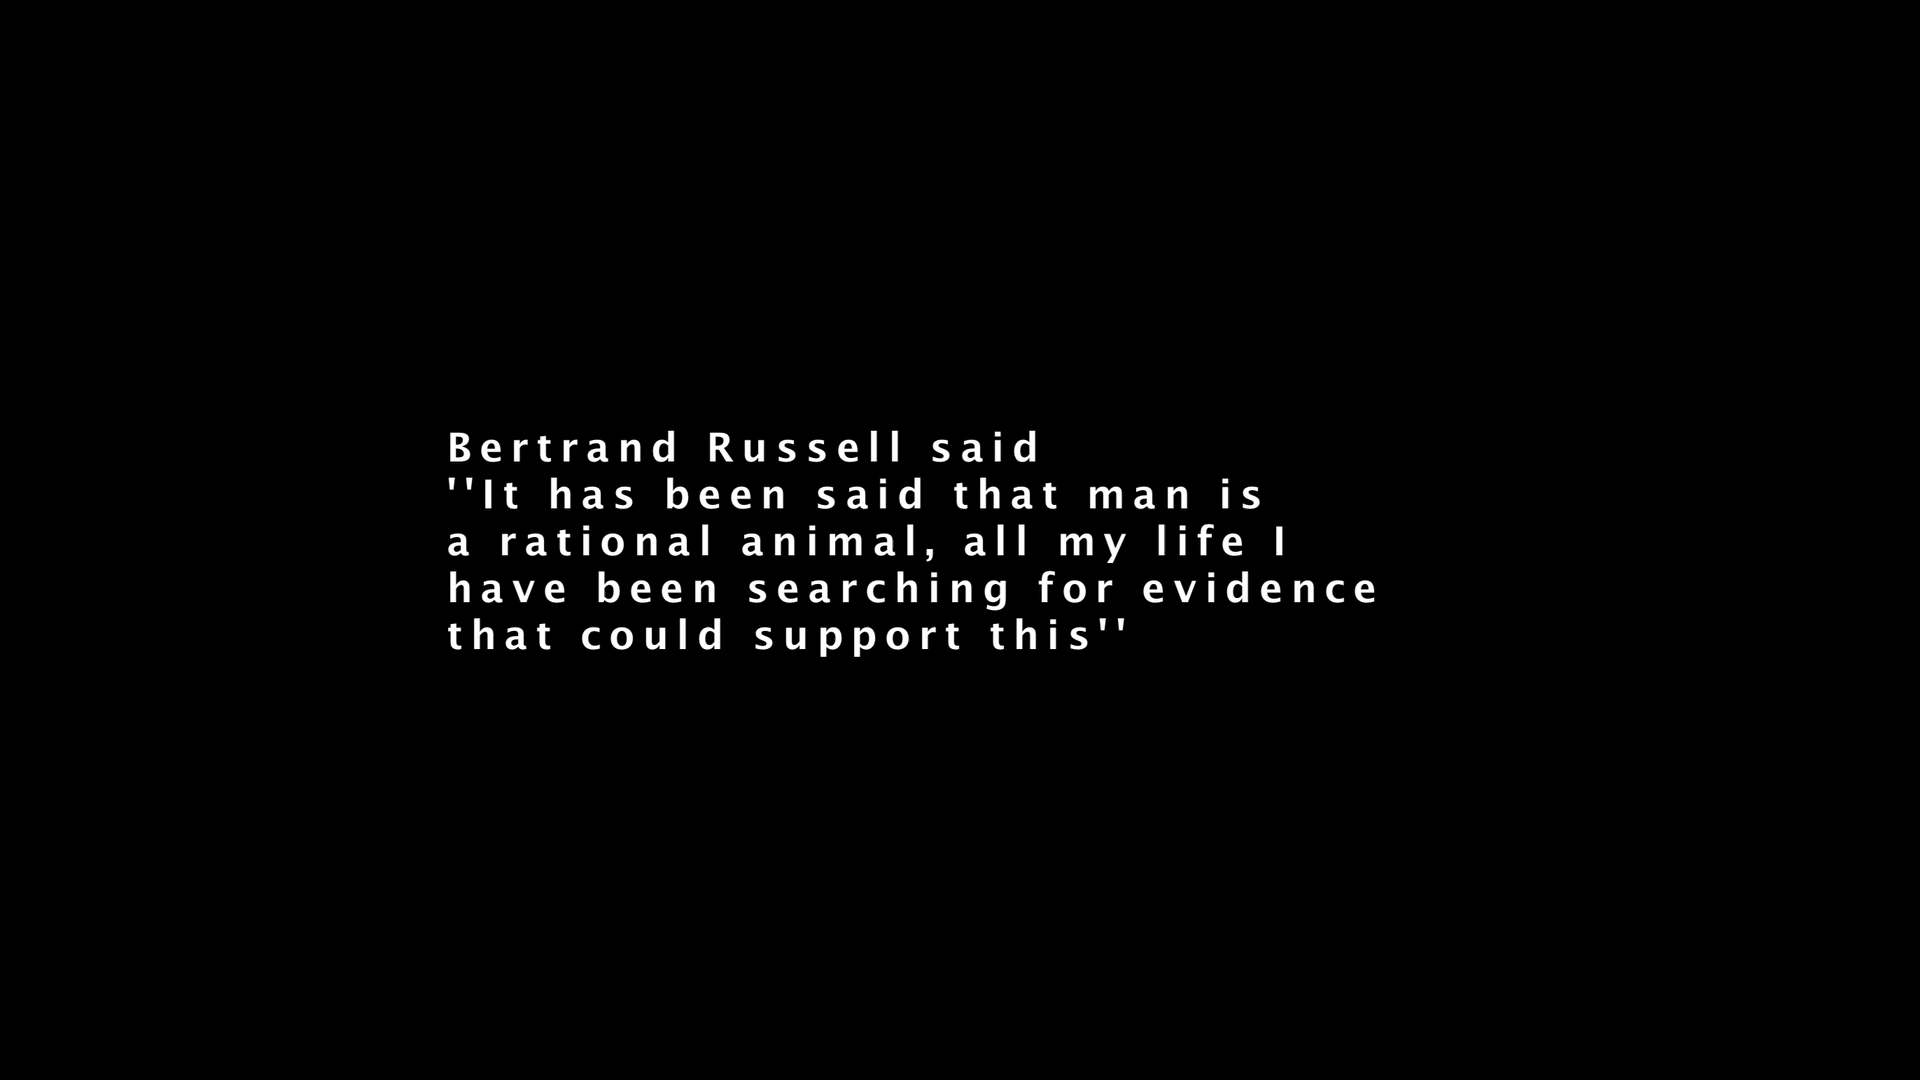 Bertrand Russell said
''It has been said that man is
a rational animal, all my life I
have been searching for evidence
that could support this''